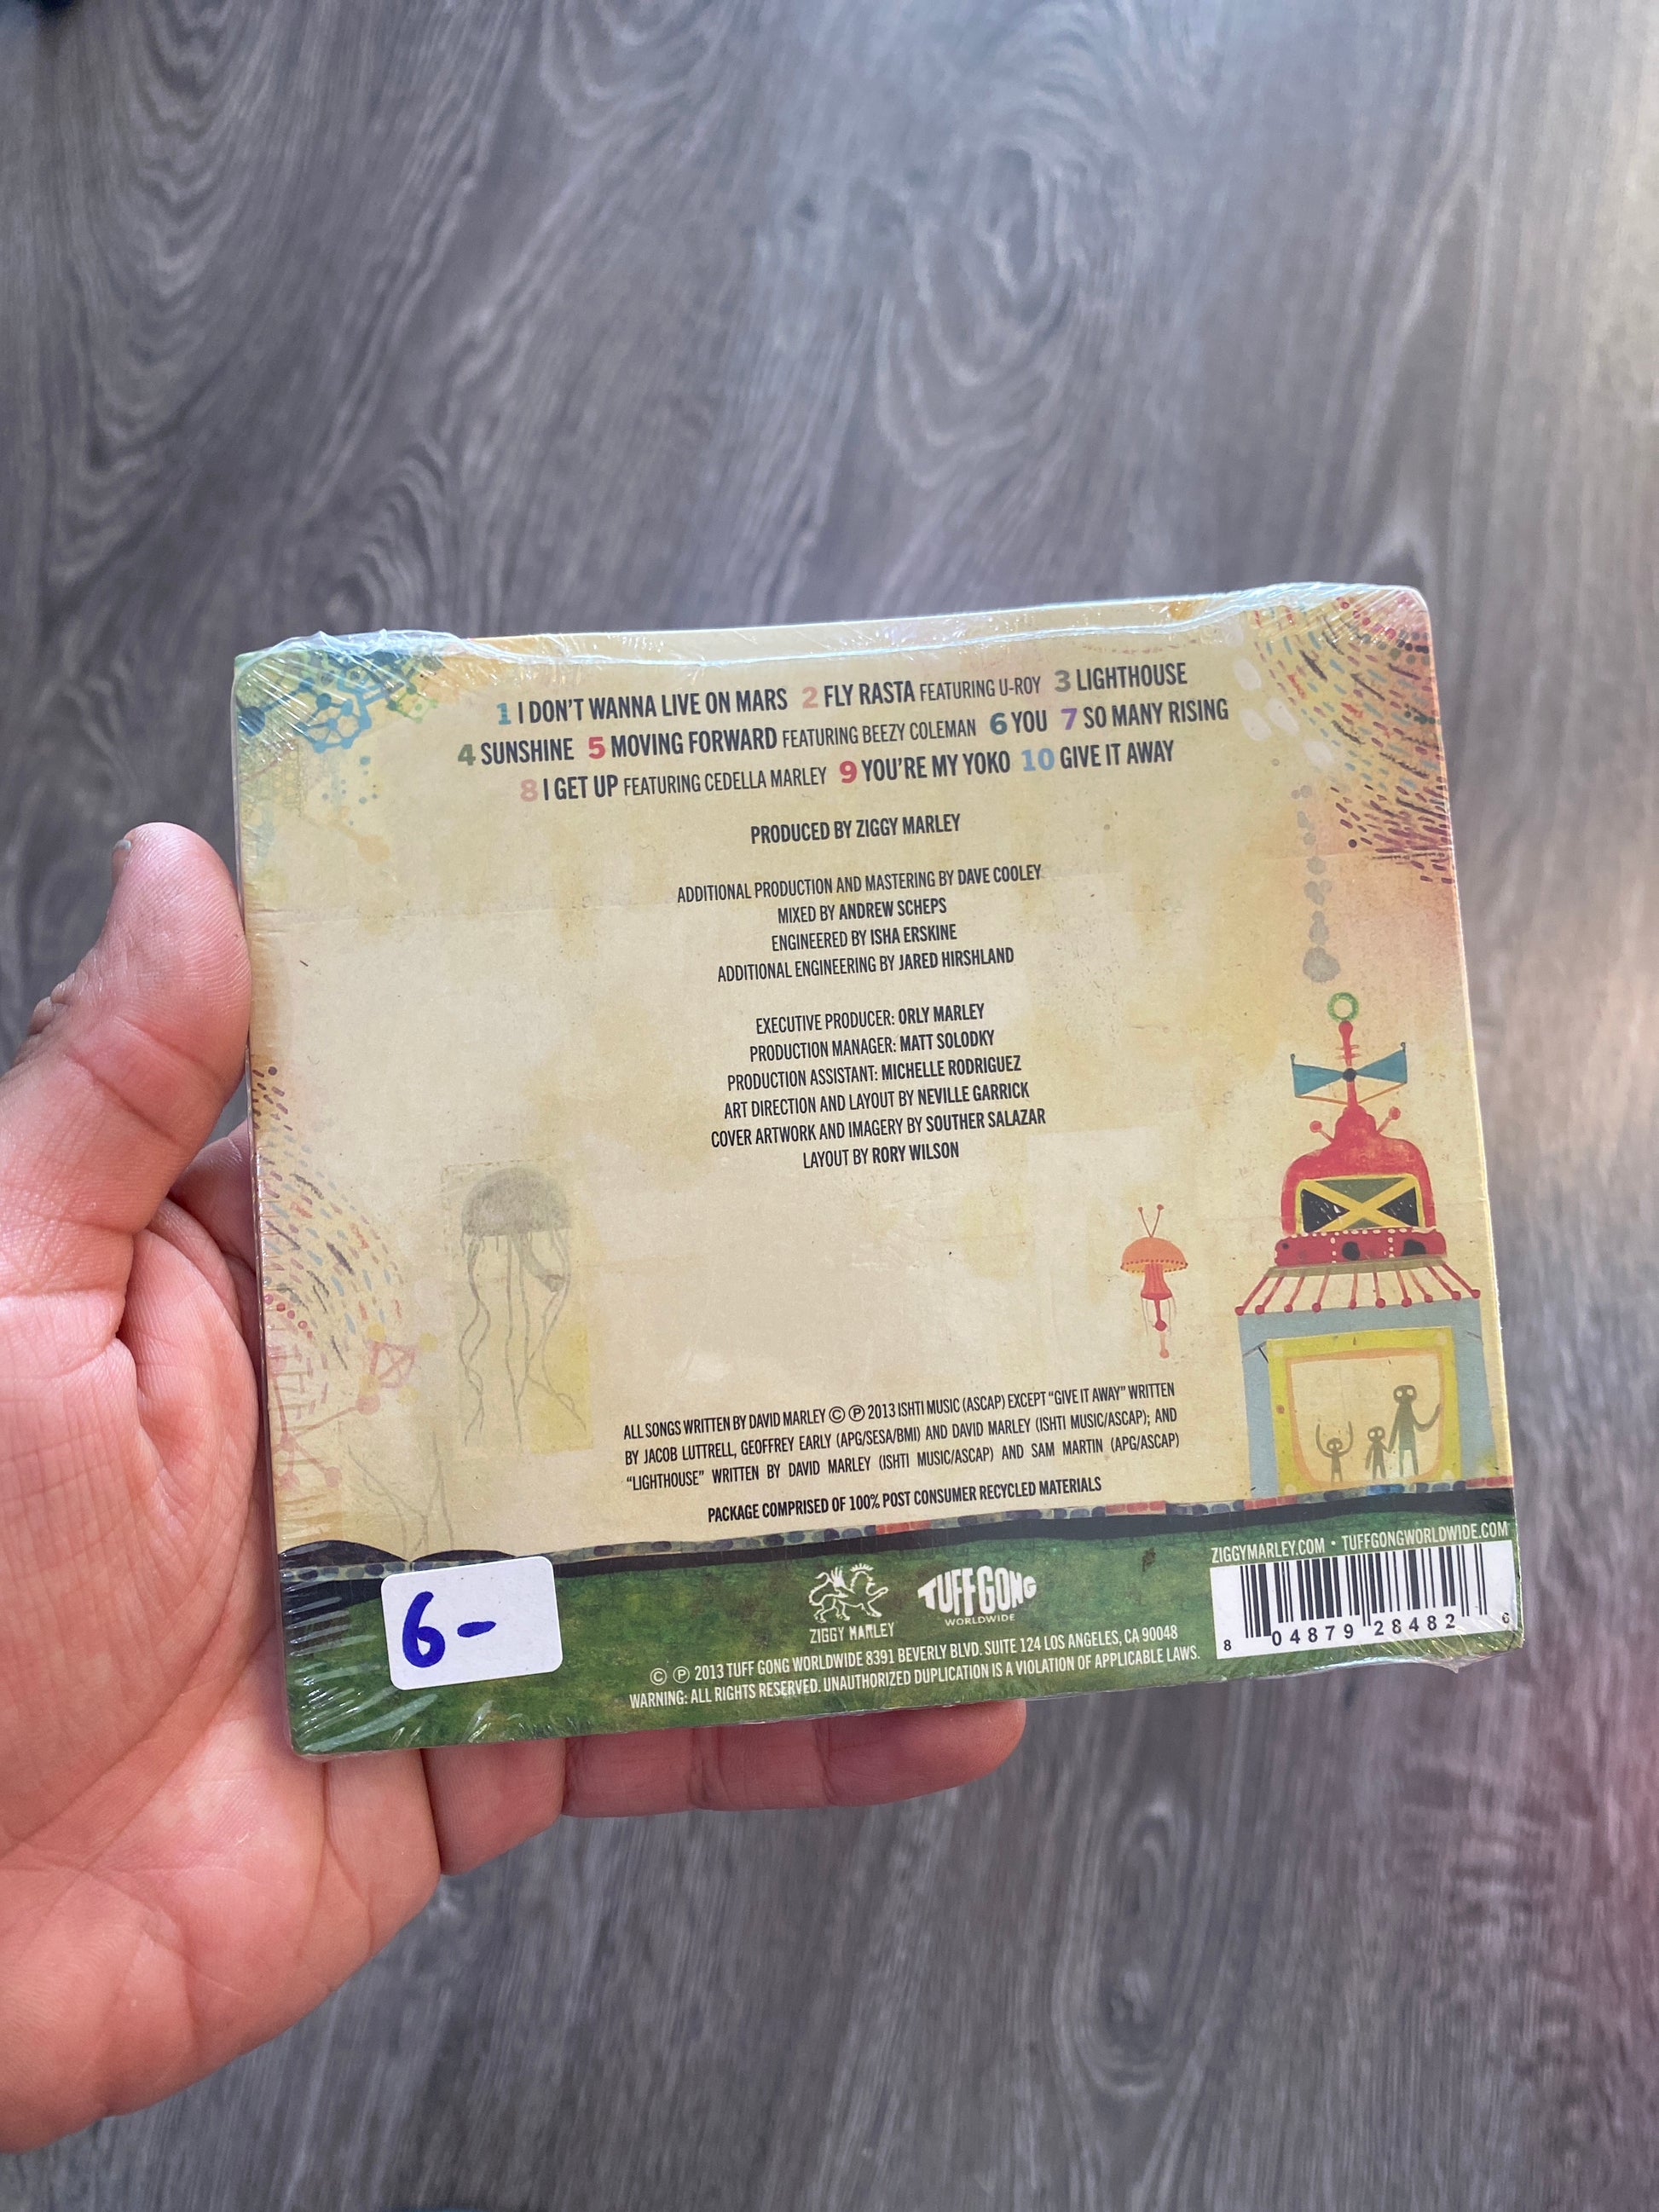 1 I DON'T WANNA LIVE ON MARS 2 FLY RASTA FEATURING U-ROY 3 LIGHTHOUSE
4 SUNSHINE 5 MOVING FORWARD FEATURING BEEZY COLEMAN 6 YOU 7 SO MANY RISING
8 I GET UP FEATURING CEDELLA MARLEY 9 YOU'RE MY YOKO 10 GIVE IT AWAY
PRODUCED BY ZIGGY MARLEY
ADDITIONAL PRODUCTION AND MASTERING BY DAVE COOLEY
MIXED BY ANDREW SCHEPS
ENGINEERED BY ISHA ERSKINE
ADDITIONAL ENGINEERING BY JARED HIRSHLAND
EXECUTIVE PRODUCER: ORLY MARLEY
PRODUCTION MANAGER: MATT SOLODKY
PRODUCTION ASSISTANT: MICHELLE RODRIGUEZ
ART DIRECTION AND LAYOUT BY NEVILLE GARRICK
COVER ARTWORK AND IMAGERY BY SOUTHER SALAZAR
LAYOUT BY RORY WILSON
ALL SONGS WRITTEN BY DAVID MARLEY © ℗ 2013 ISHTI MUSIC (ASCAP) EXCEPT "GIVE IT AWAY" WRITTEN
BY JACOB LUTTRELL, GEOFFREY EARLY (APG/SESA/BMI) AND DAVID MARLEY (ISHTI MUSIC/ASCAP); AND
"LIGHTHOUSE" WRITTEN BY DAVID MARLEY (ISHTI MUSIC/ASCAP) AND SAM MARTIN (APG/ASCAP)
PACKAGE COMPRISED OF 100% POST CONSUMER RECYCLED MATERIALS
ZIGGYMARLEY.COM • TUFFGONGWORLDWIDE.COM
6-
ZIGGY MARLEY
TUFF GONG
WORLDWIDE
8 04879 28482 6
© ℗ 2013 TUFF GONG WORLDWIDE 8391 BEVERLY BLVD. SUITE 124 LOS ANGELES, CA 90048
WARNING: ALL RIGHTS RESERVED. UNAUTHORIZED DUPLICATION IS A VIOLATION OF APPLICABLE LAWS.